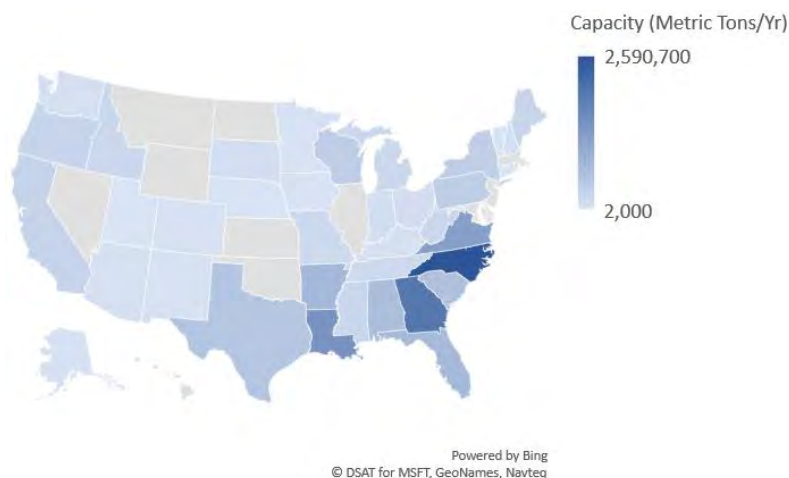 Capacity (Metric Tons/Yr)
2,590,700
2,000
Powered by Bing
© DSAT for MSFT, GeoNames, Navteq